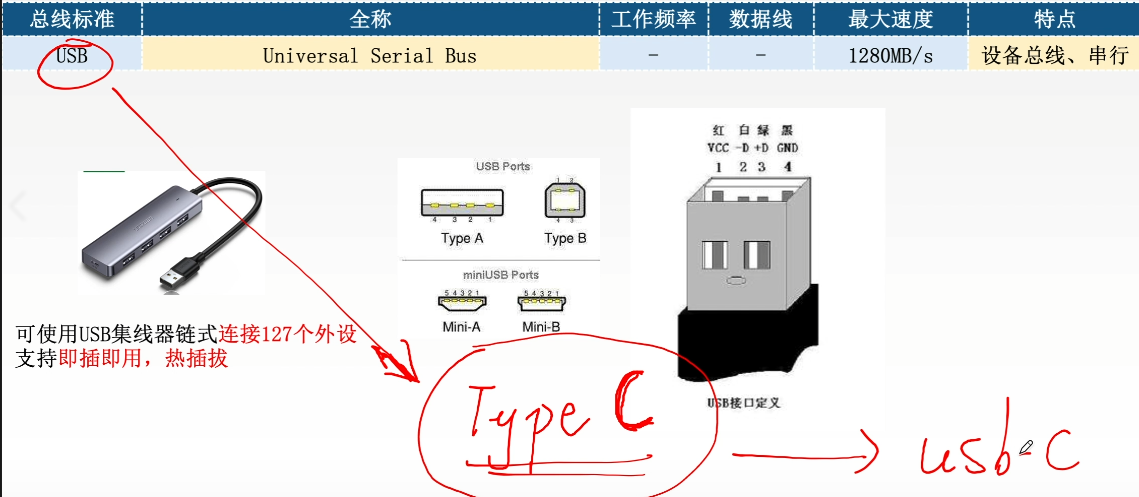 总线标准 全称 工作频率 数据线 最大速度 特点
USB Universal Serial Bus - - 1280MB/s 设备总线、串行
红 白 绿 黑
VCC -D +D GND
1 2 3 4
USB Ports
1 2
4 3 2 1
4 3
Type A Type B
miniUSB Ports
5 4 3 2 1 5 4 3 2 1
Mini-A Mini-B
可使用USB集线器链式连接127个外设
支持即插即用，热插拔
USB接口定义
Type C
usb-C